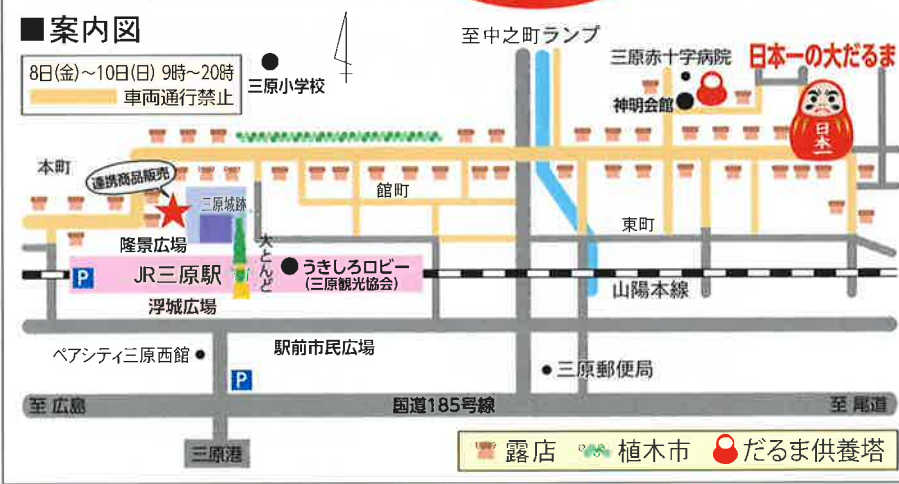 ■案内図
8日(金)～10日(日) 9時～20時
車両通行禁止
三原小学校
至中之町ランプ
三原赤十字病院
日本一の大だるま
神明会館
日本一
本町
連携商品販売
三原城跡
館町
東町
隆景広場
大とんど
P
JR三原駅
うきしろロビー
(三原観光協会)
山陽本線
浮城広場
ペアシティ三原西館
駅前市民広場
P
三原郵便局
至 広島
国道185号線
至 尾道
三原港
露店
植木市
だるま供養塔